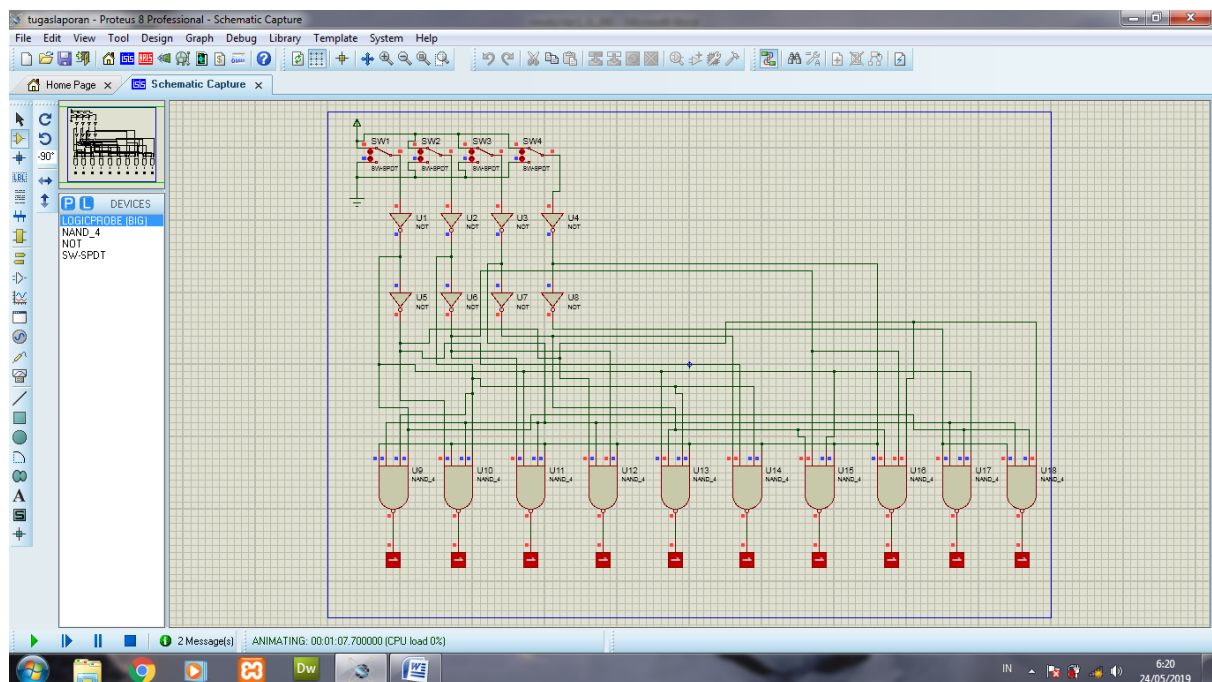 tugaslaporan - Proteus 8 Professional - Schematic Capture
File Edit View Tool Design Graph Debug Library Template System Help
Home Page Schematic Capture
-90°
P L DEVICES
LOGICPROBE (BIG)
NAND_4
NOT
SW-SPDT
SW1 SW2 SW3 SW4
SW-SPDT SW-SPDT SW-SPDT SW-SPDT
U1 U2 U3 U4
NOT NOT NOT NOT
U5 U6 U7 U8
NOT NOT NOT NOT
U9 U10 U11 U12 U13 U14 U15 U16 U17 U18
NAND_4 NAND_4 NAND_4 NAND_4 NAND_4 NAND_4 NAND_4 NAND_4 NAND_4 NAND_4
2 Message(s) ANIMATING: 00:01:07.700000 (CPU load 0%)
Dw
IN
6:20
24/05/2019